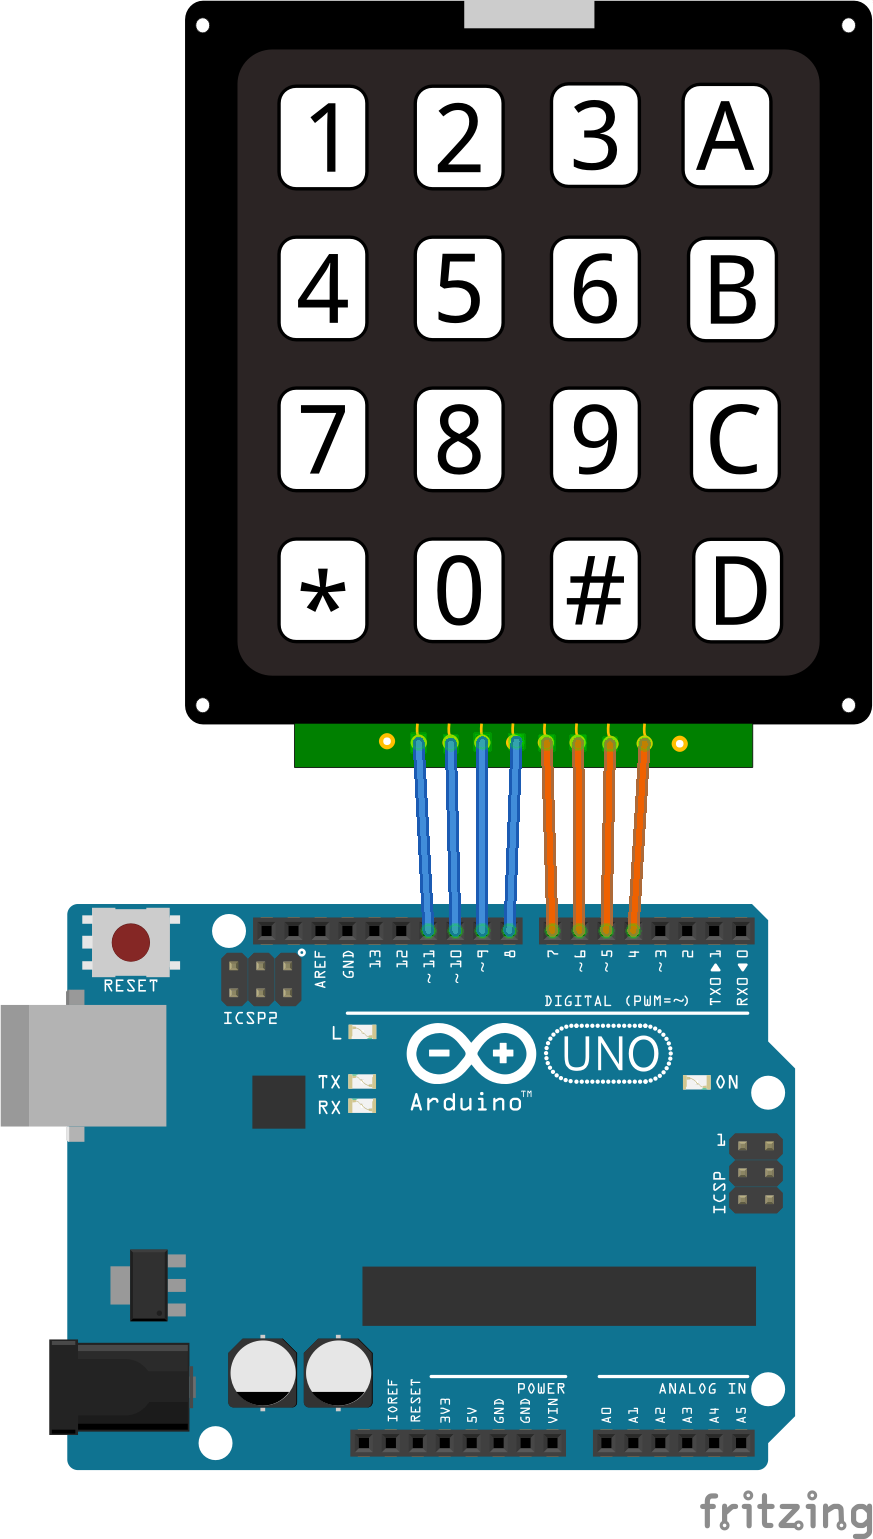 1 2 3 A
4 5 6 B
7 8 9 C
* 0 # D
RESET
ICSP2
AREF
GND
13
12
~11
~10
~9
8
7
~6
~5
4
~3
2
TX0▶1
RX0◀0
DIGITAL (PWM=~)
L
TX
RX
UNO
Arduino™
ON
1
ICSP
POWER
ANALOG IN
IOREF
RESET
3V3
5V
GND
GND
VIN
A0
A1
A2
A3
A4
A5
fritzing